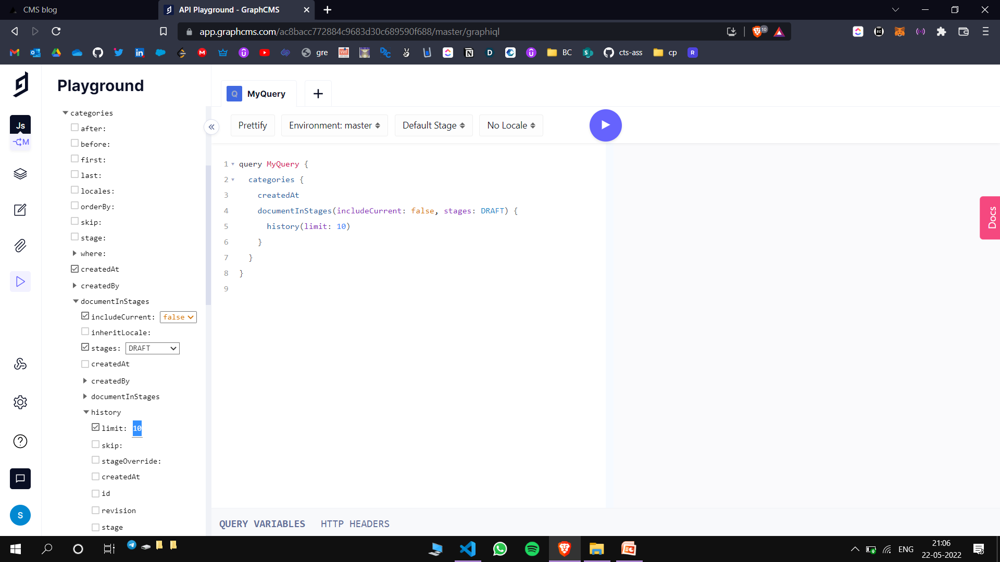 CMS blog
API Playground - GraphCMS
app.graphcms.com/ac8bacc772884c9683d30c689590f688/master/graphiql
10
gre
BC
cts-ass
cp
R
Playground
Js
M
categories
after:
before:
first:
last:
locales:
orderBy:
skip:
stage:
where:
createdAt
createdBy
documentInStages
includeCurrent: false
inheritLocale:
stages: DRAFT
createdAt
createdBy
documentInStages
history
limit: 10
skip:
stageOverride:
createdAt
id
revision
stage
S
Q MyQuery
Prettify
Environment: master
Default Stage
No Locale
1 query MyQuery {
2 categories {
3 createdAt
4 documentInStages(includeCurrent: false, stages: DRAFT) {
5 history(limit: 10)
6 }
7 }
8 }
9
Docs
QUERY VARIABLES
HTTP HEADERS
ENG
21:06
22-05-2022